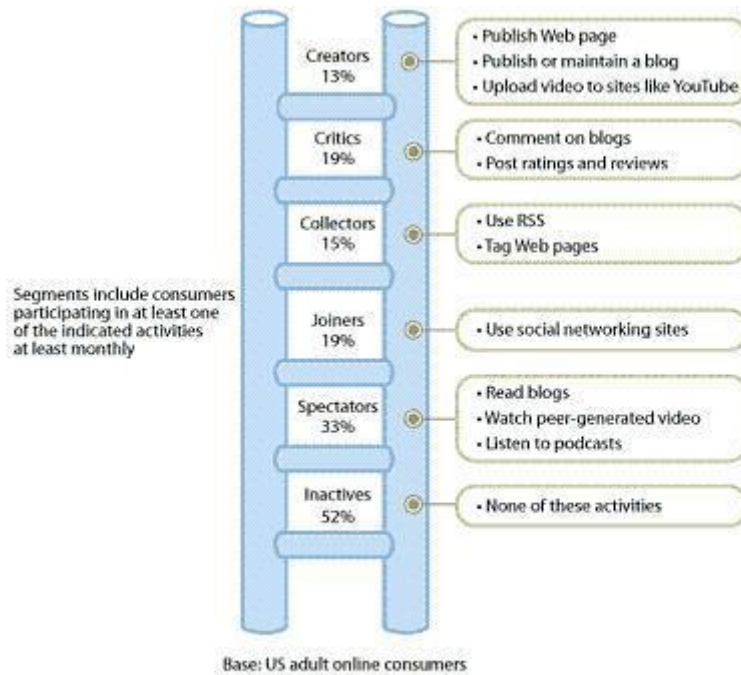 Creators
13%
• Publish Web page
• Publish or maintain a blog
• Upload video to sites like YouTube
Critics
19%
• Comment on blogs
• Post ratings and reviews
Collectors
15%
• Use RSS
• Tag Web pages
Segments include consumers
participating in at least one
of the indicated activities
at least monthly
Joiners
19%
• Use social networking sites
Spectators
33%
• Read blogs
• Watch peer-generated video
• Listen to podcasts
Inactives
52%
• None of these activities
Base: US adult online consumers